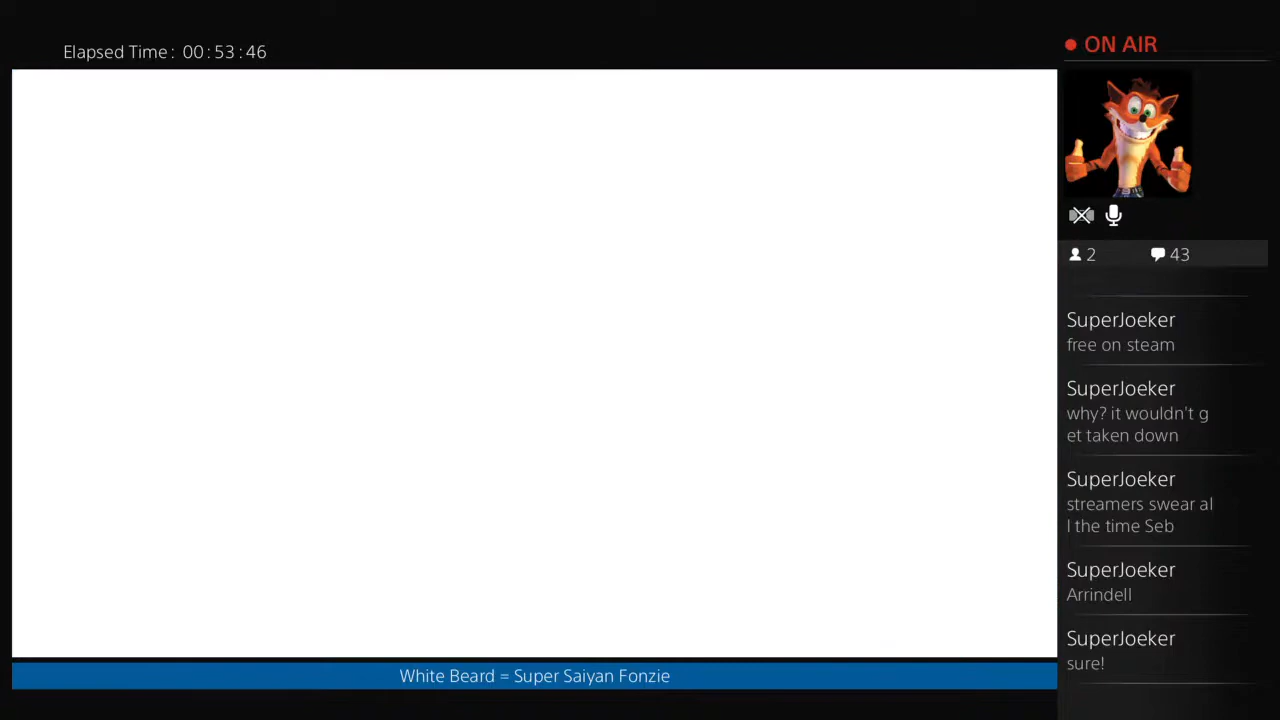 Elapsed Time: 00:53:46
ON AIR
2 43
SuperJoeker
free on steam
SuperJoeker
why? it wouldn't g
et taken down
SuperJoeker
streamers swear al
l the time Seb
SuperJoeker
Arrindell
SuperJoeker
sure!
White Beard = Super Saiyan Fonzie